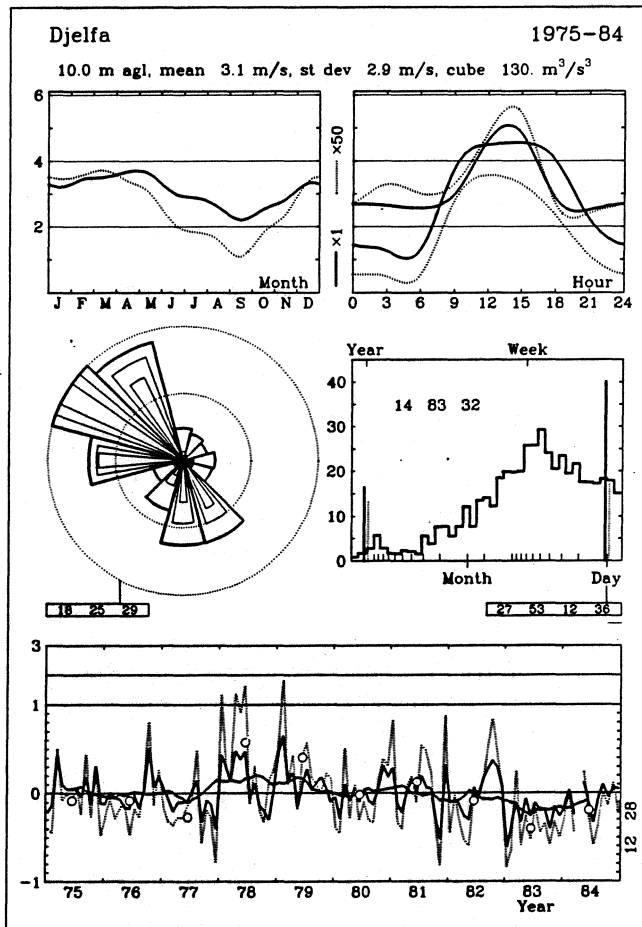 Djelfa 1975-84
10.0 m agl, mean 3.1 m/s, st dev 2.9 m/s, cube 130. m³/s³
6
4
2
Month
J F M A M J J A S O N D
×1 ×50
Hour
0 3 6 9 12 15 18 21 24
Year Week
40
30
20
10
0
14 83 32
Month Day
18 25 29
27 53 12 36
3
1
0
-1
12 28
75 76 77 78 79 80 81 82 83 84
Year